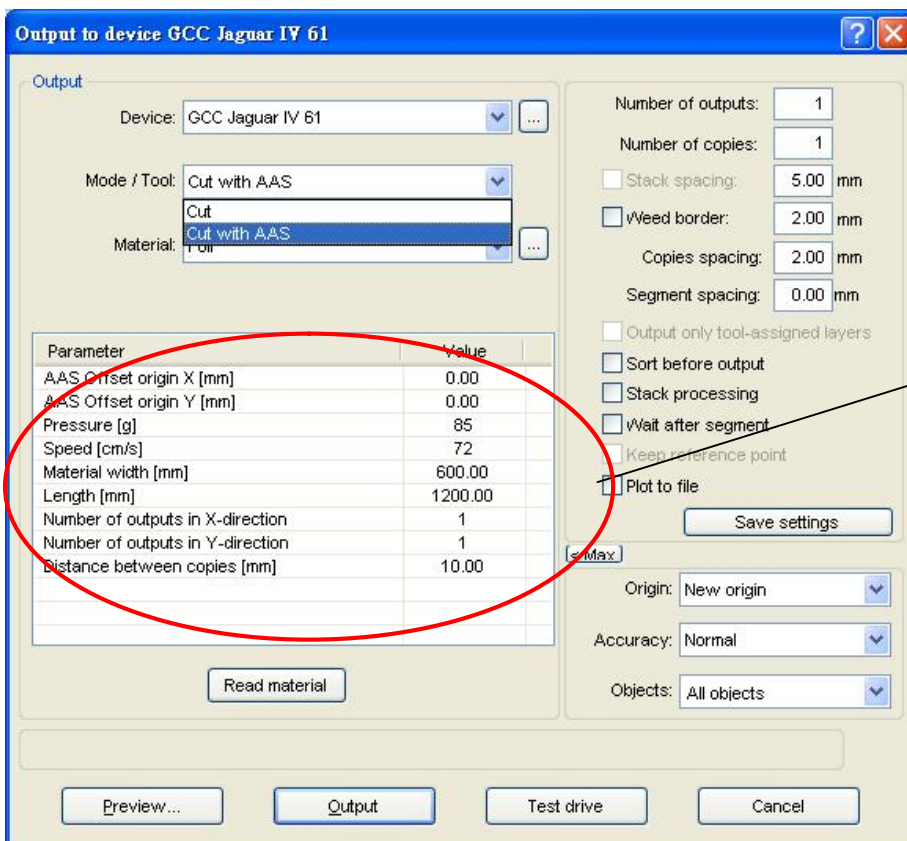 Output to device GCC Jaguar IV 61
Output
Device: GCC Jaguar IV 61 ...
Mode / Tool: Cut with AAS
Cut
Cut with AAS
Material: Foil ...
Parameter Value
AAS Offset origin X [mm] 0.00
AAS Offset origin Y [mm] 0.00
Pressure [g] 85
Speed [cm/s] 72
Material width [mm] 600.00
Length [mm] 1200.00
Number of outputs in X-direction 1
Number of outputs in Y-direction 1
Distance between copies [mm] 10.00
Read material
Number of outputs: 1
Number of copies: 1
Stack spacing: 5.00 mm
Weed border: 2.00 mm
Copies spacing: 2.00 mm
Segment spacing: 0.00 mm
Output only tool-assigned layers
Sort before output
Stack processing
Wait after segment
Keep reference point
Plot to file
Save settings
< Max
Origin: New origin
Accuracy: Normal
Objects: All objects
Preview... Output Test drive Cancel